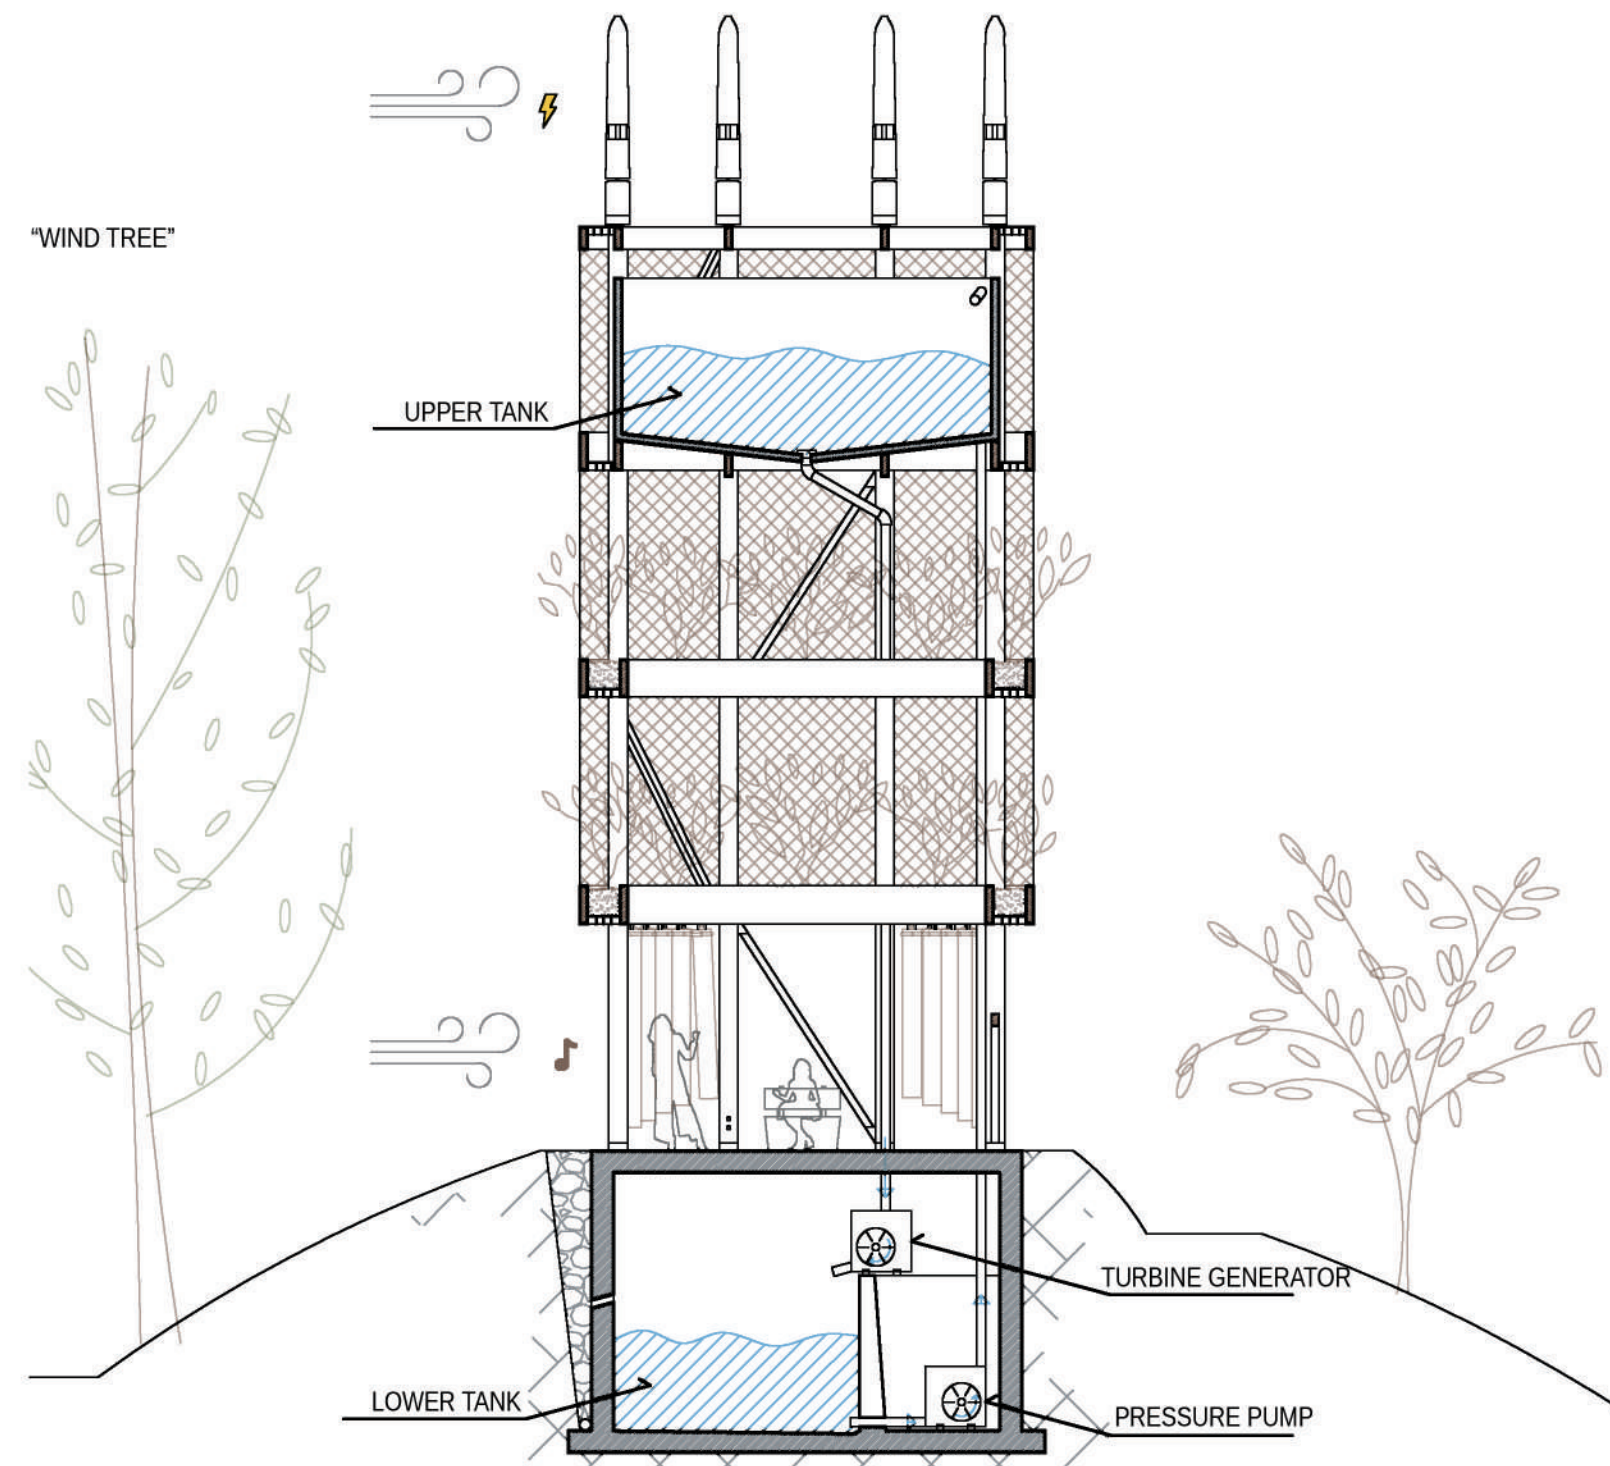 “WIND TREE”
UPPER TANK
TURBINE GENERATOR
LOWER TANK
PRESSURE PUMP